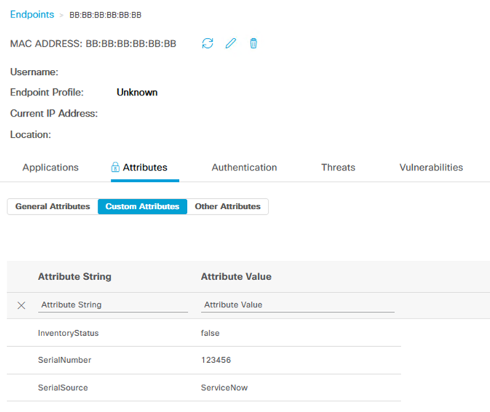 Endpoints > BB:BB:BB:BB:BB:BB
MAC ADDRESS: BB:BB:BB:BB:BB:BB
Username:
Endpoint Profile: Unknown
Current IP Address:
Location:
Applications Attributes Authentication Threats Vulnerabilities
General Attributes Custom Attributes Other Attributes
Attribute String Attribute Value
Attribute String Attribute Value
InventoryStatus false
SerialNumber 123456
SerialSource ServiceNow